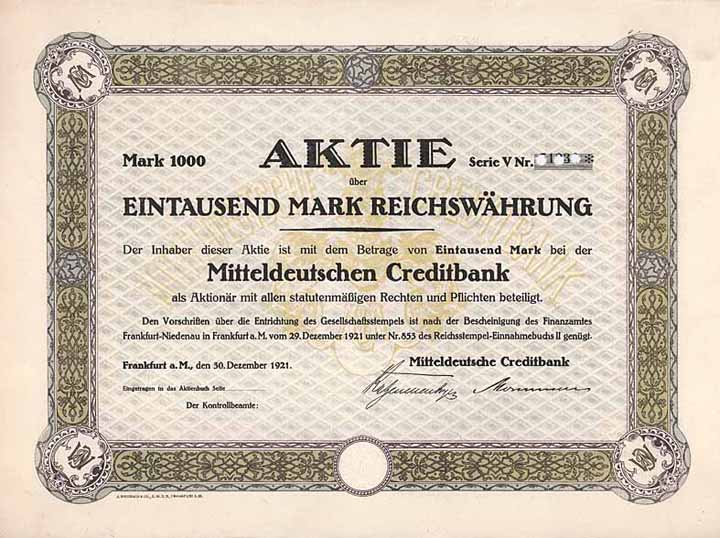 Mark 1000 AKTIE Serie V Nr.
über
EINTAUSEND MARK REICHSWÄHRUNG
Der Inhaber dieser Aktie ist mit dem Betrage von Eintausend Mark bei der
Mitteldeutschen Creditbank
als Aktionär mit allen statutenmäßigen Rechten und Pflichten beteiligt.
Den Vorschriften über die Entrichtung des Gesellschaftsstempels ist nach der Bescheinigung des Finanzamtes
Frankfurt-Niedenau in Frankfurt a. M. vom 29. Dezember 1921 unter Nr. 853 des Reichsstempel-Einnahmebuchs II genügt.
Frankfurt a. M., den 30. Dezember 1921.
Mitteldeutsche Creditbank
Eingetragen in das Aktienbuch Seite
Der Kontrollbeamte: